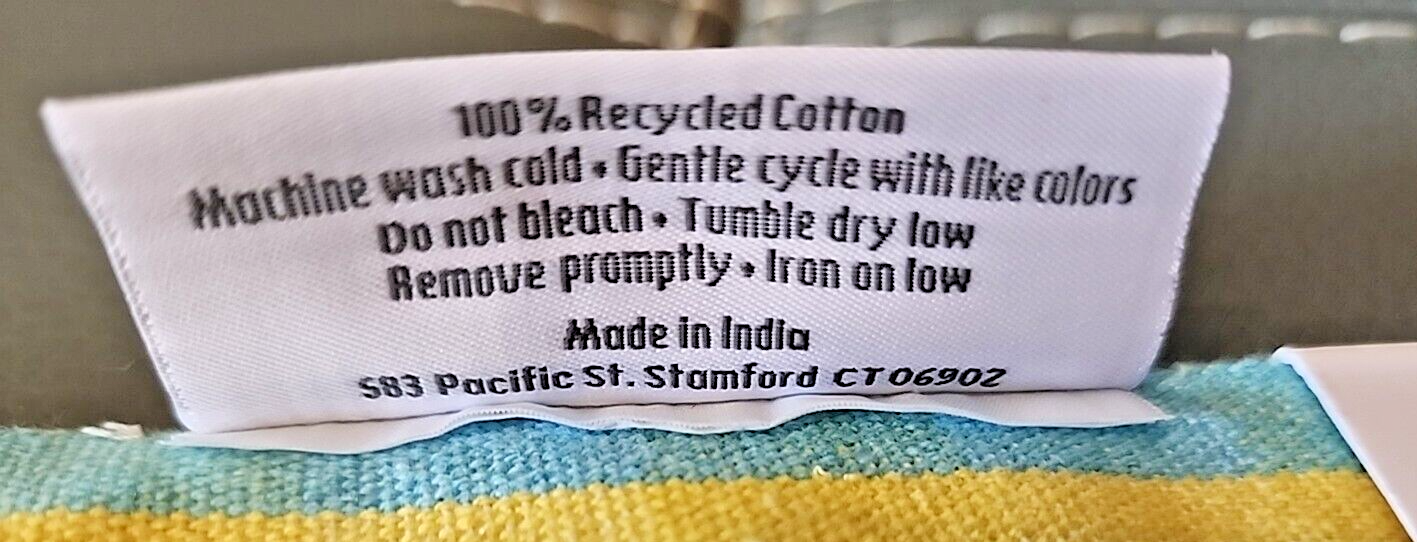 100% Recycled Cotton
Machine wash cold • Gentle cycle with like colors
Do not bleach • Tumble dry low
Remove promptly • Iron on low
Made in India
583 Pacific St. Stamford CT 06902